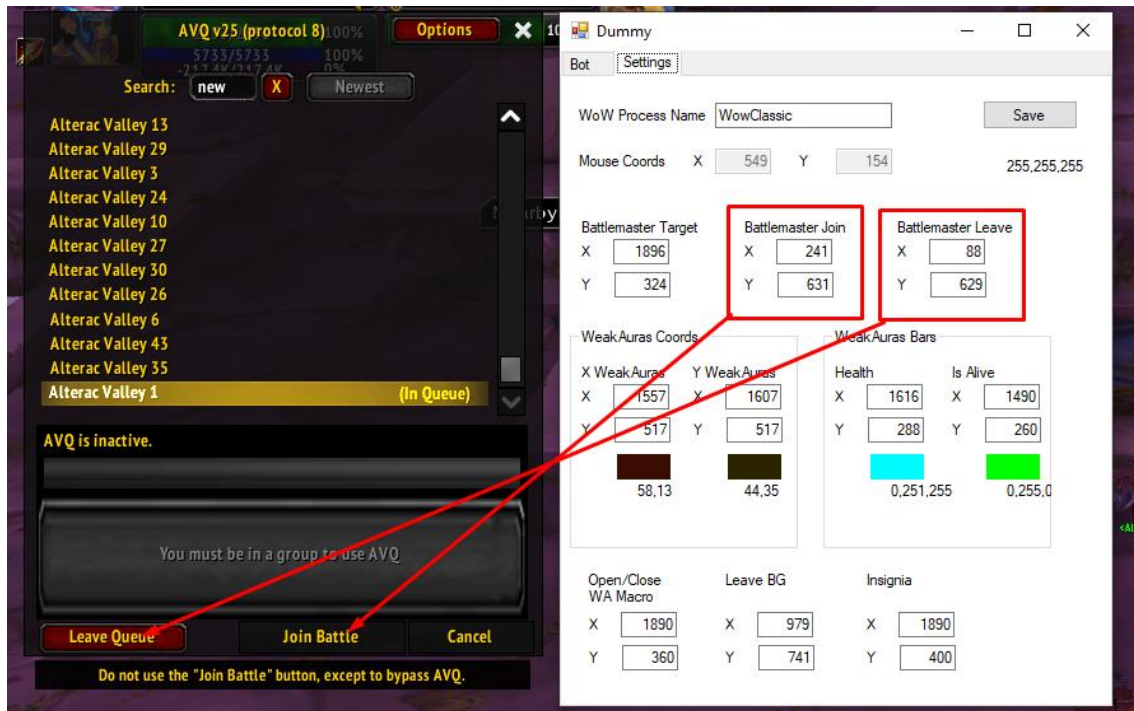 AVQ v25 (protocol 8)
100%
Options
5733/5733
100%
Search:
new
X
Newest
Alterac Valley 13
Alterac Valley 29
Alterac Valley 3
Alterac Valley 24
Alterac Valley 10
Alterac Valley 27
Alterac Valley 30
Alterac Valley 26
Alterac Valley 6
Alterac Valley 43
Alterac Valley 35
Alterac Valley 1 (In Queue)
AVQ is inactive.
You must be in a group to use AVQ
Leave Queue Join Battle Cancel
Do not use the "Join Battle" button, except to bypass AVQ.
Dummy
Bot Settings
WoW Process Name WowClassic Save
Mouse Coords X 549 Y 154 255,255,255
Battlemaster Target Battlemaster Join Battlemaster Leave
X 1896 X 241 X 88
Y 324 Y 631 Y 629
WeakAuras Coords WeakAuras Bars
X WeakAuras Y WeakAuras Health Is Alive
X 1557 X 1607 X 1616 X 1490
Y 517 Y 517 Y 288 Y 260
58,13 44,35 0,251,255 0,255,0
Open/Close Leave BG Insignia
WA Macro
X 1890 X 979 X 1890
Y 360 Y 741 Y 400